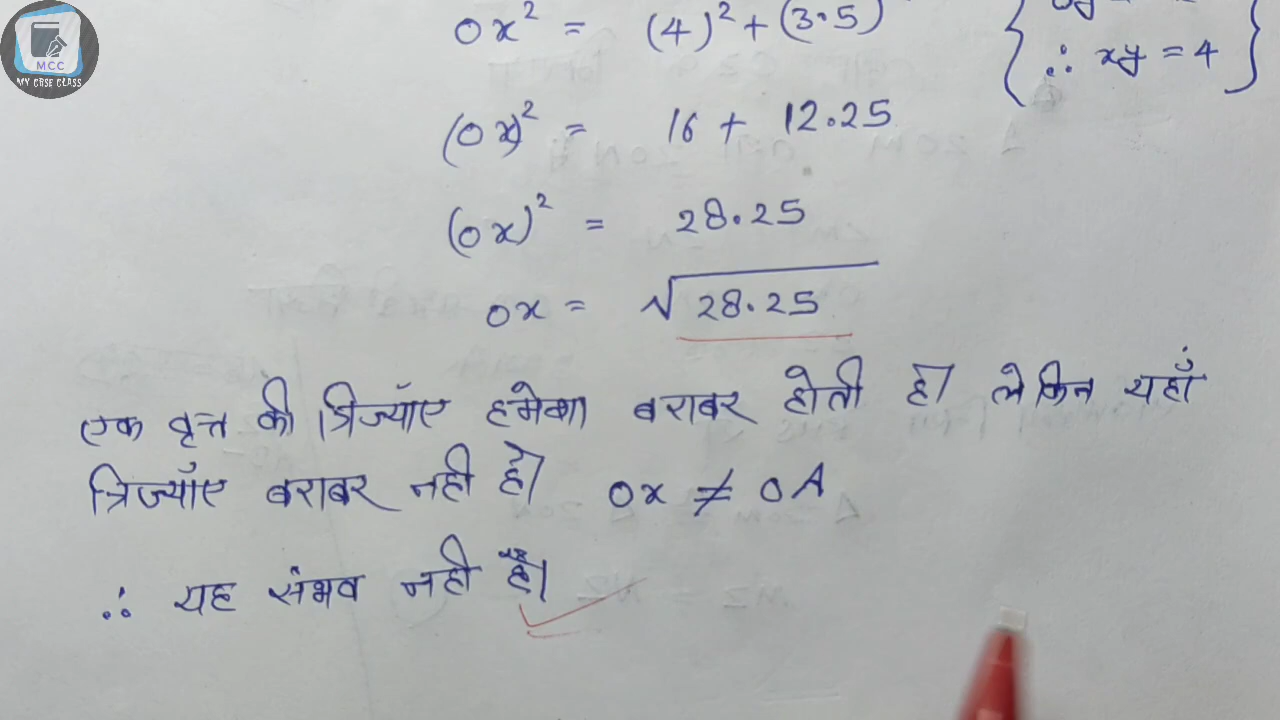 MCC
MY CBSE CLASS
ox² = (4)² + (3.5)
∴ xy = 4
(ox)² = 16 + 12.25
(ox)² = 28.25
ox = √28.25
एक वृत्त की त्रिज्याँए हमेशा बराबर होती है। लेकिन यहाँ
त्रिज्याँए बराबर नही है। ox ≠ OA
∴ यह संभव नही है।